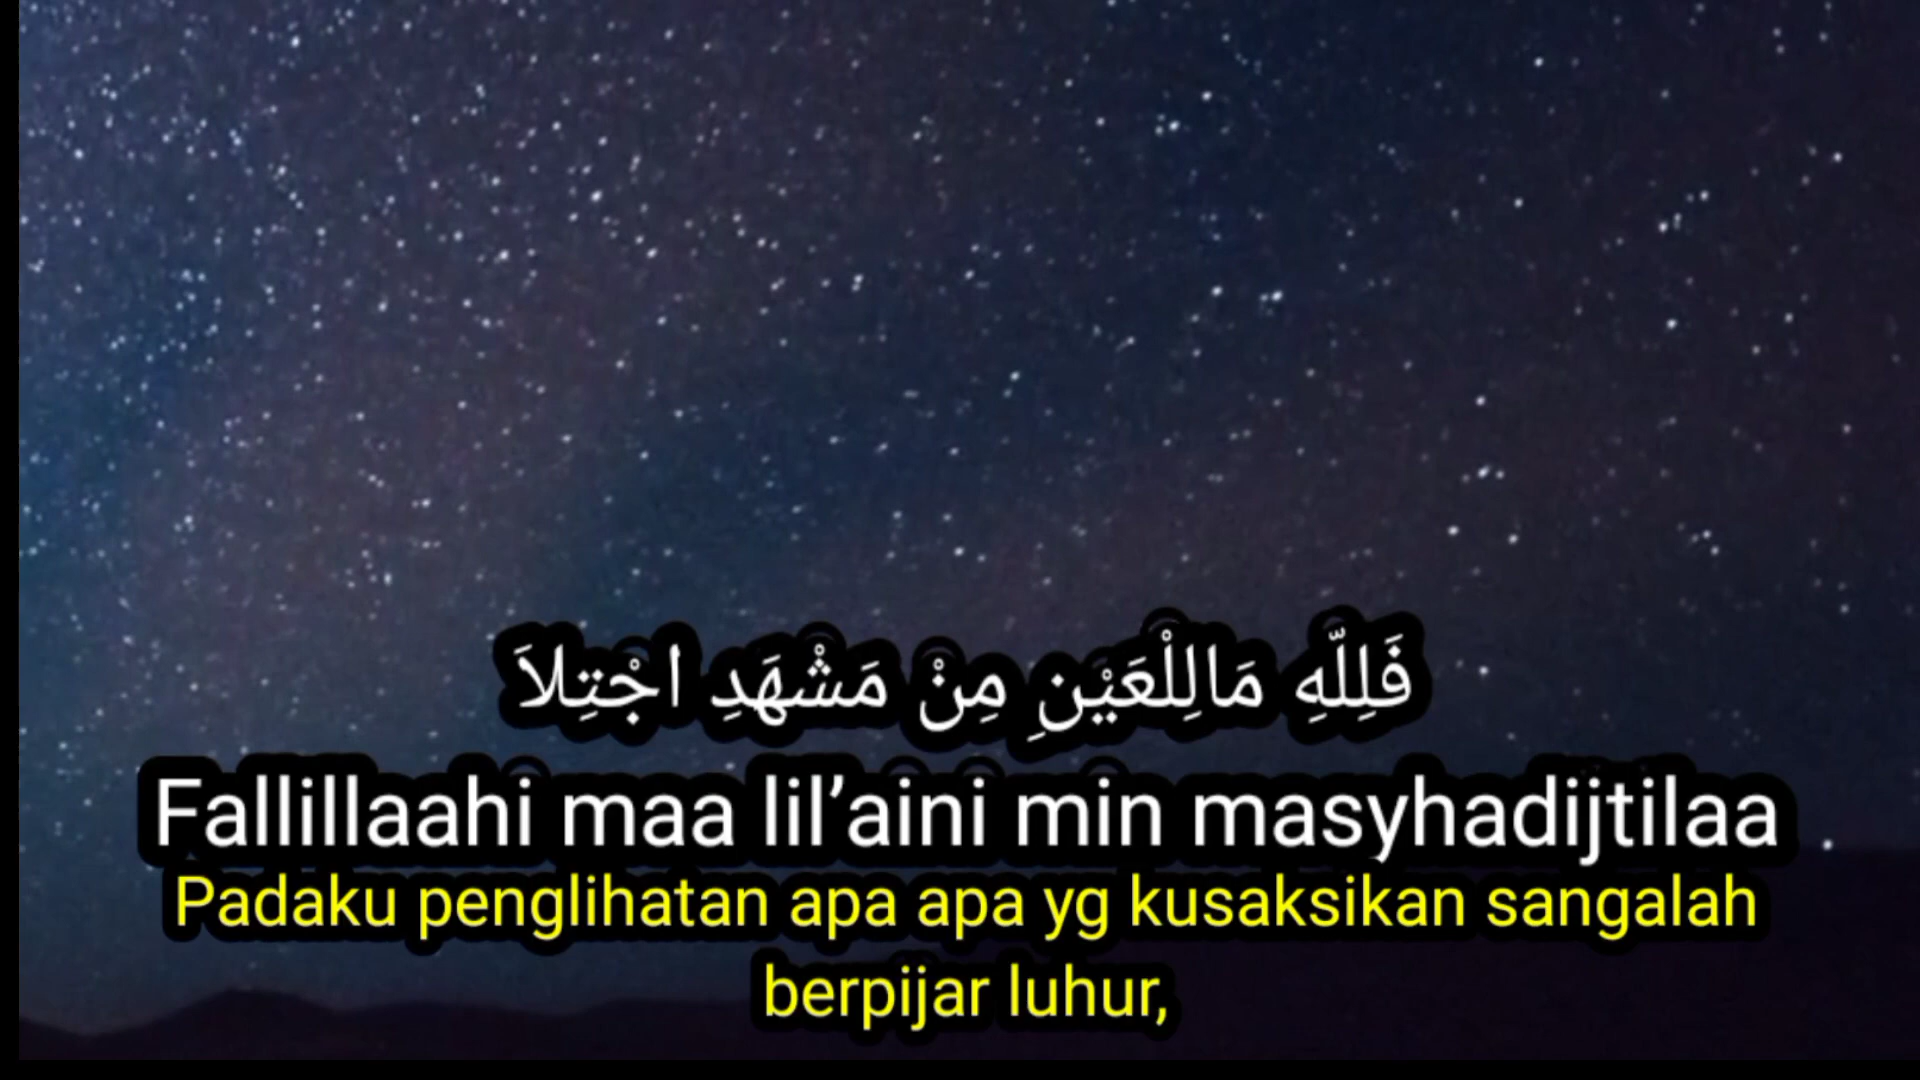 فَلِلّهِ مَالِلْعَيْنِ مِنْ مَشْهَدِ اجْتِلاَ
Fallillaahi maa lil’aini min masyhadijtilaa
Padaku penglihatan apa apa yg kusaksikan sangalah
berpijar luhur,